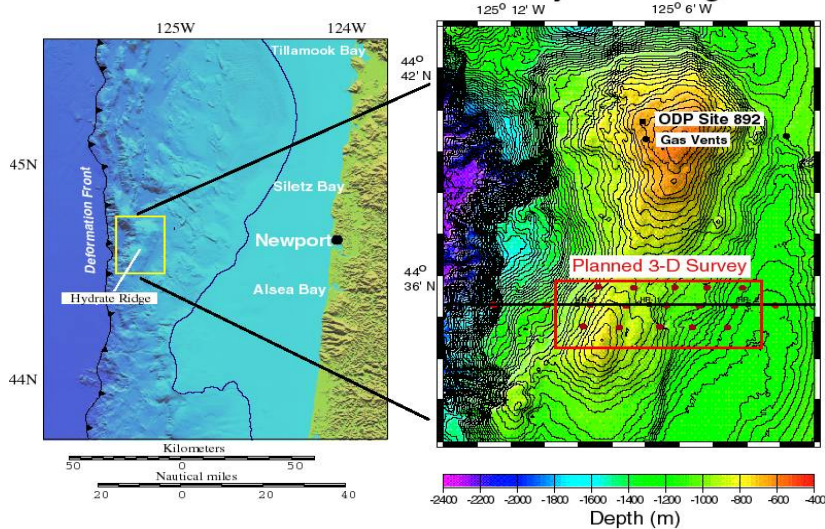 125W
124W
Tillamook Bay
45N
Siletz Bay
Deformation Front
Newport
Hydrate Ridge
Alsea Bay
44N
Kilometers
50 0 50
Nautical miles
20 0 20 40
125° 12' W
125° 6' W
44°
42' N
ODP Site 892
Gas Vents
Planned 3-D Survey
44°
36' N
-2400 -2200 -2000 -1800 -1600 -1400 -1200 -1000 -800 -600 -400
Depth (m)